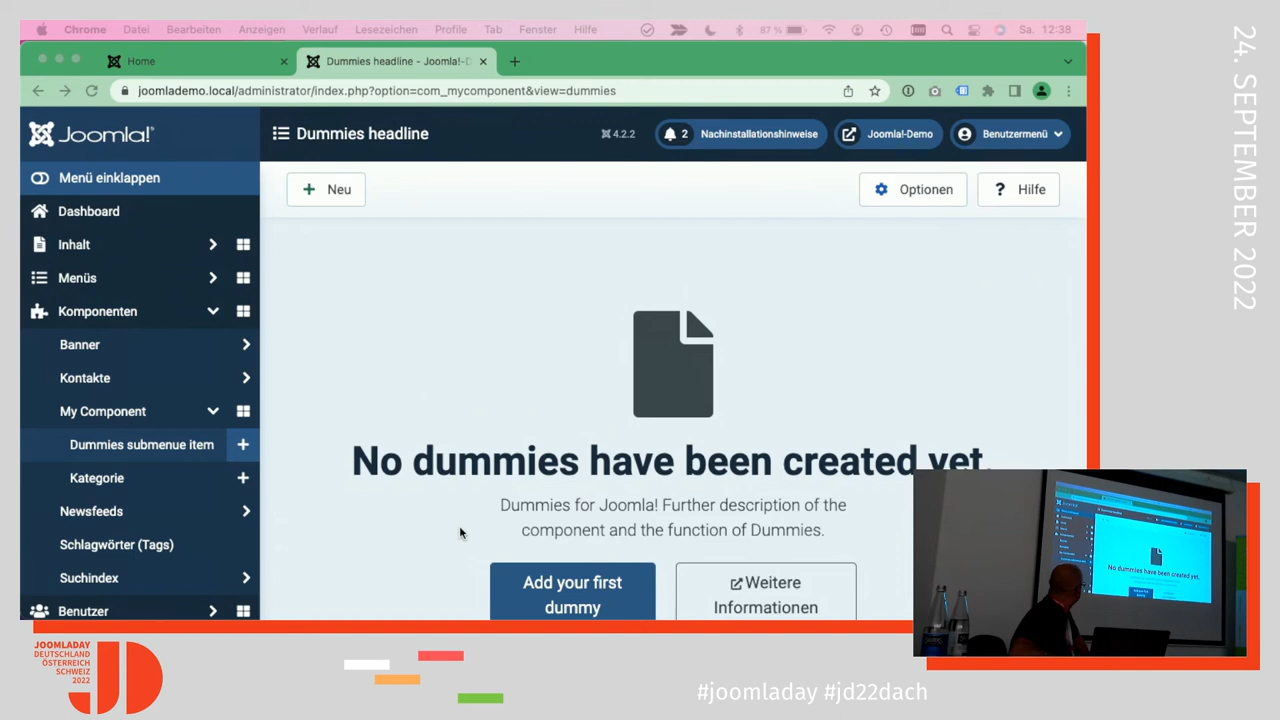 Chrome Datei Bearbeiten Anzeigen Verlauf Lesezeichen Profile Tab Fenster Hilfe 87 % Sa. 12:38
Home
Dummies headline - Joomla!-D
joomlademo.local/administrator/index.php?option=com_mycomponent&view=dummies
Joomla!
Dummies headline
4.2.2
2 Nachinstallationshinweise
Joomla!-Demo
Benutzermenü
Menü einklappen
Neu
Optionen
Hilfe
Dashboard
Inhalt
Menüs
Komponenten
Banner
Kontakte
My Component
Dummies submenue item
Kategorie
Newsfeeds
Schlagwörter (Tags)
Suchindex
Benutzer
No dummies have been created yet.
Dummies for Joomla! Further description of the
component and the function of Dummies.
Add your first
dummy
Weitere
Informationen
24. SEPTEMBER 2022
No dummies have been created yet.
JOOMLADAY
DEUTSCHLAND
ÖSTERREICH
SCHWEIZ
2022
JD
#joomladay #jd22dach